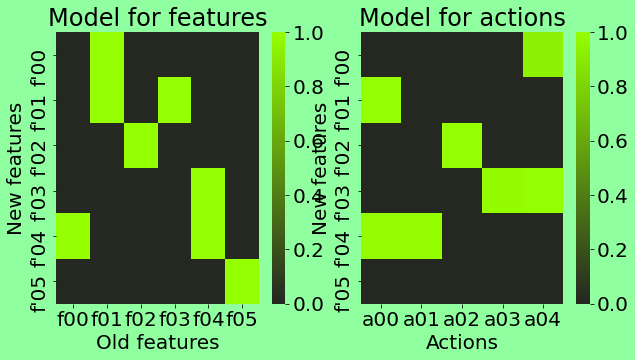 Model for features
Model for actions
New features
f'00
f'01
f'02
f'03
f'04
f'05
f00 f01 f02 f03 f04 f05
Old features
1.0
0.8
0.6
0.4
0.2
0.0
New features
f'00
f'01
f'02
f'03
f'04
f'05
a00 a01 a02 a03 a04
Actions
1.0
0.8
0.6
0.4
0.2
0.0